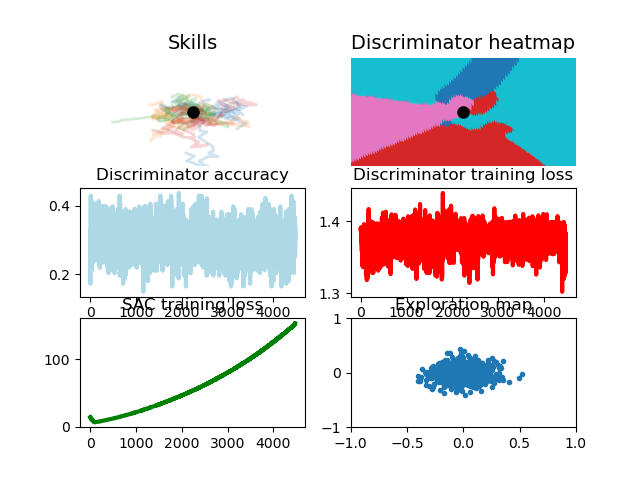 Skills
Discriminator heatmap
Discriminator accuracy
0.4
0.2
0 1000 2000 3000 4000
Discriminator training loss
1.4
1.3
0 1000 2000 3000 4000
SAC training loss
100
0
0 1000 2000 3000 4000
Exploration map
1
0
−1
−1.0 −0.5 0.0 0.5 1.0